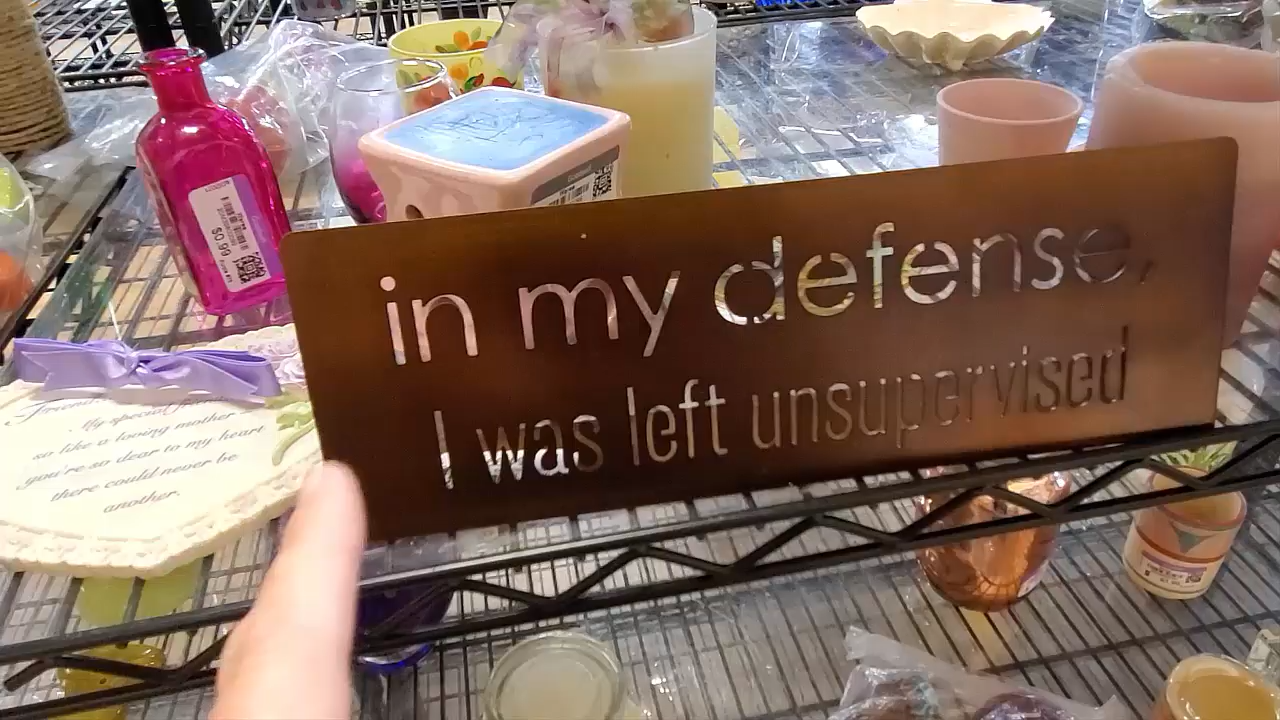 in my defense,
I was left unsupervised
My special friend
so like a loving mother
you're so dear to my heart
there could never be
another.